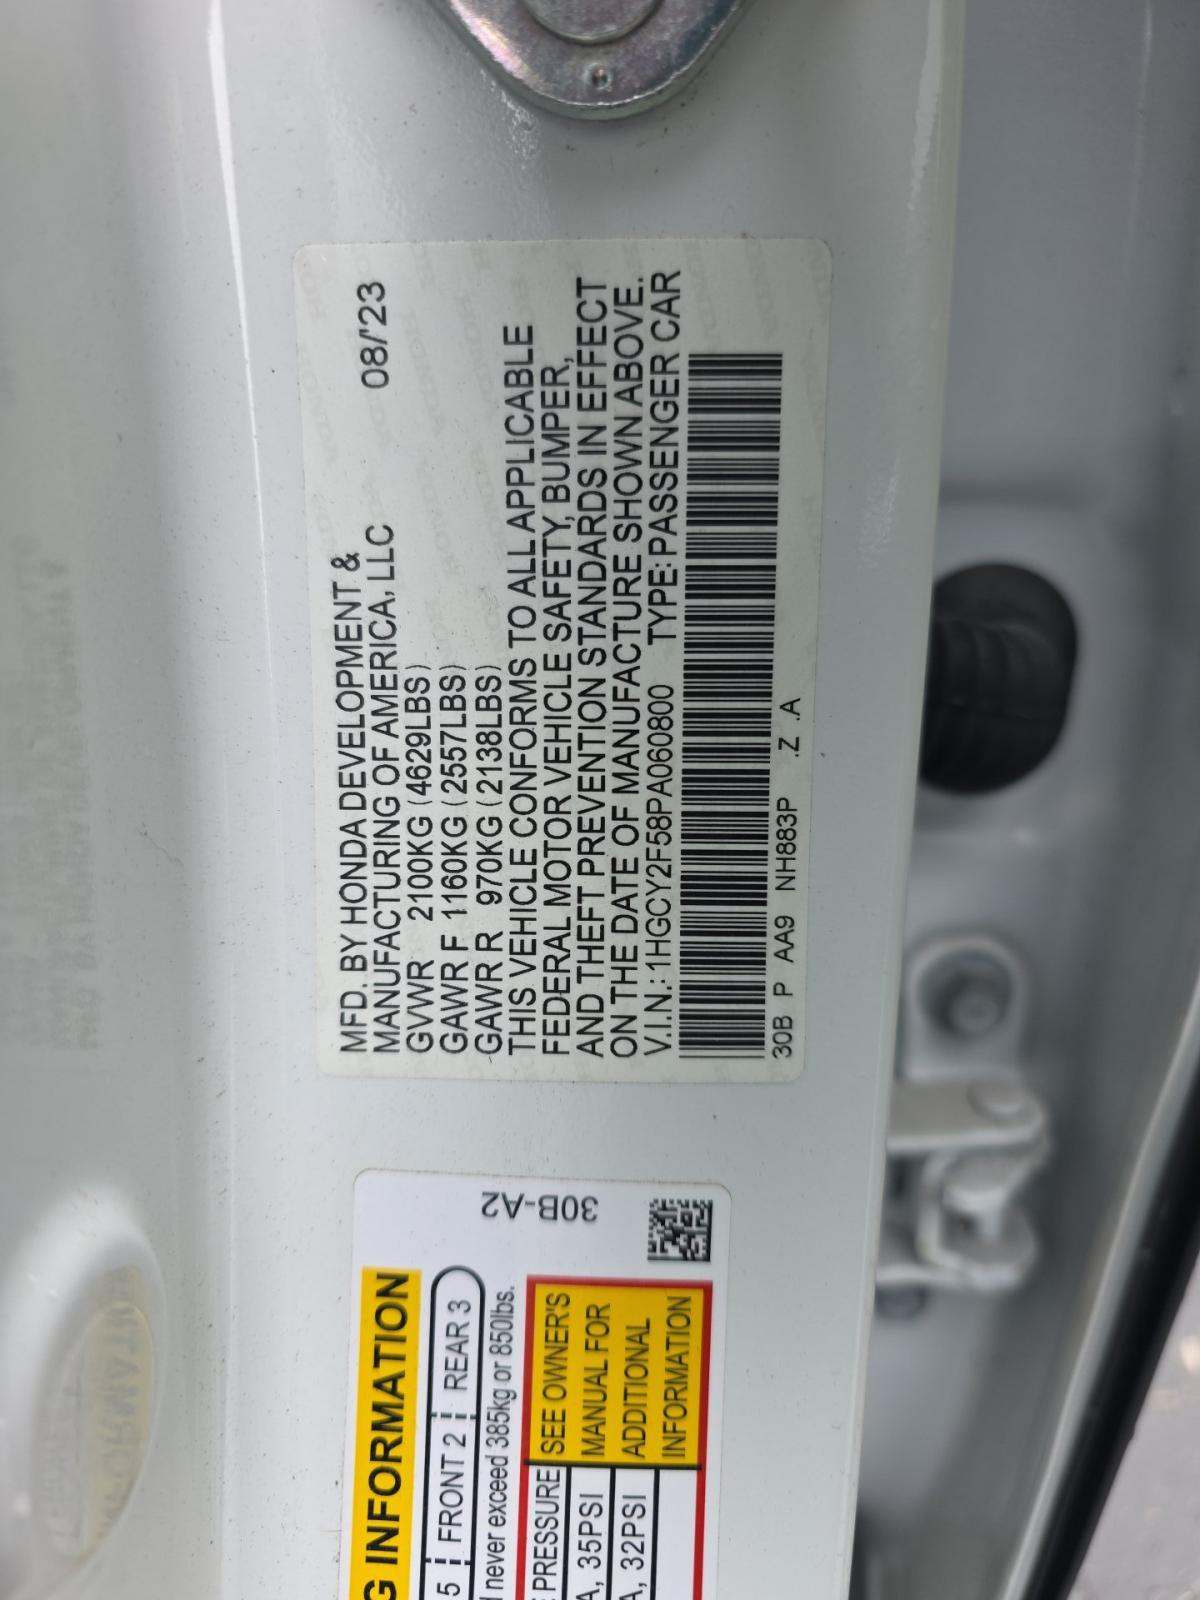 MFD. BY HONDA DEVELOPMENT &
MANUFACTURING OF AMERICA, LLC 08/'23
GVWR 2100KG (4629LBS)
GAWR F 1160KG (2557LBS)
GAWR R 970KG (2138LBS)
THIS VEHICLE CONFORMS TO ALL APPLICABLE
FEDERAL MOTOR VEHICLE SAFETY, BUMPER,
AND THEFT PREVENTION STANDARDS IN EFFECT
ON THE DATE OF MANUFACTURE SHOWN ABOVE.
V.I.N.: 1HGCY2F58PA060800 TYPE: PASSENGER CAR
30B P AA9 NH883P .Z .A
30B-A2
INFORMATION
5 FRONT 2 REAR 3
never exceed 385kg or 850lbs.
PRESSURE
35PSI
32PSI
SEE OWNER'S
MANUAL FOR
ADDITIONAL
INFORMATION